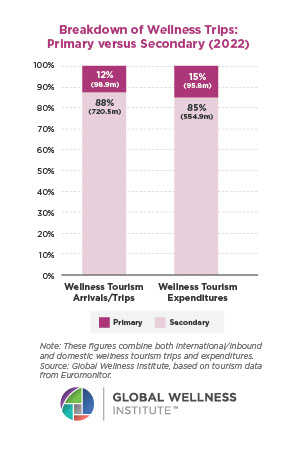 Breakdown of Wellness Trips:
Primary versus Secondary (2022)
100%
90%
80%
70%
60%
50%
40%
30%
20%
10%
0%
12%
(98.9m)
88%
(720.5m)
15%
(95.8m)
85%
(554.9m)
Wellness Tourism
Arrivals/Trips
Wellness Tourism
Expenditures
Primary
Secondary
Note: These figures combine both International/inbound
and domestic wellness tourism trips and expenditures.
Source: Global Wellness Institute, based on tourism data
from Euromonitor.
GLOBAL WELLNESS
INSTITUTE™